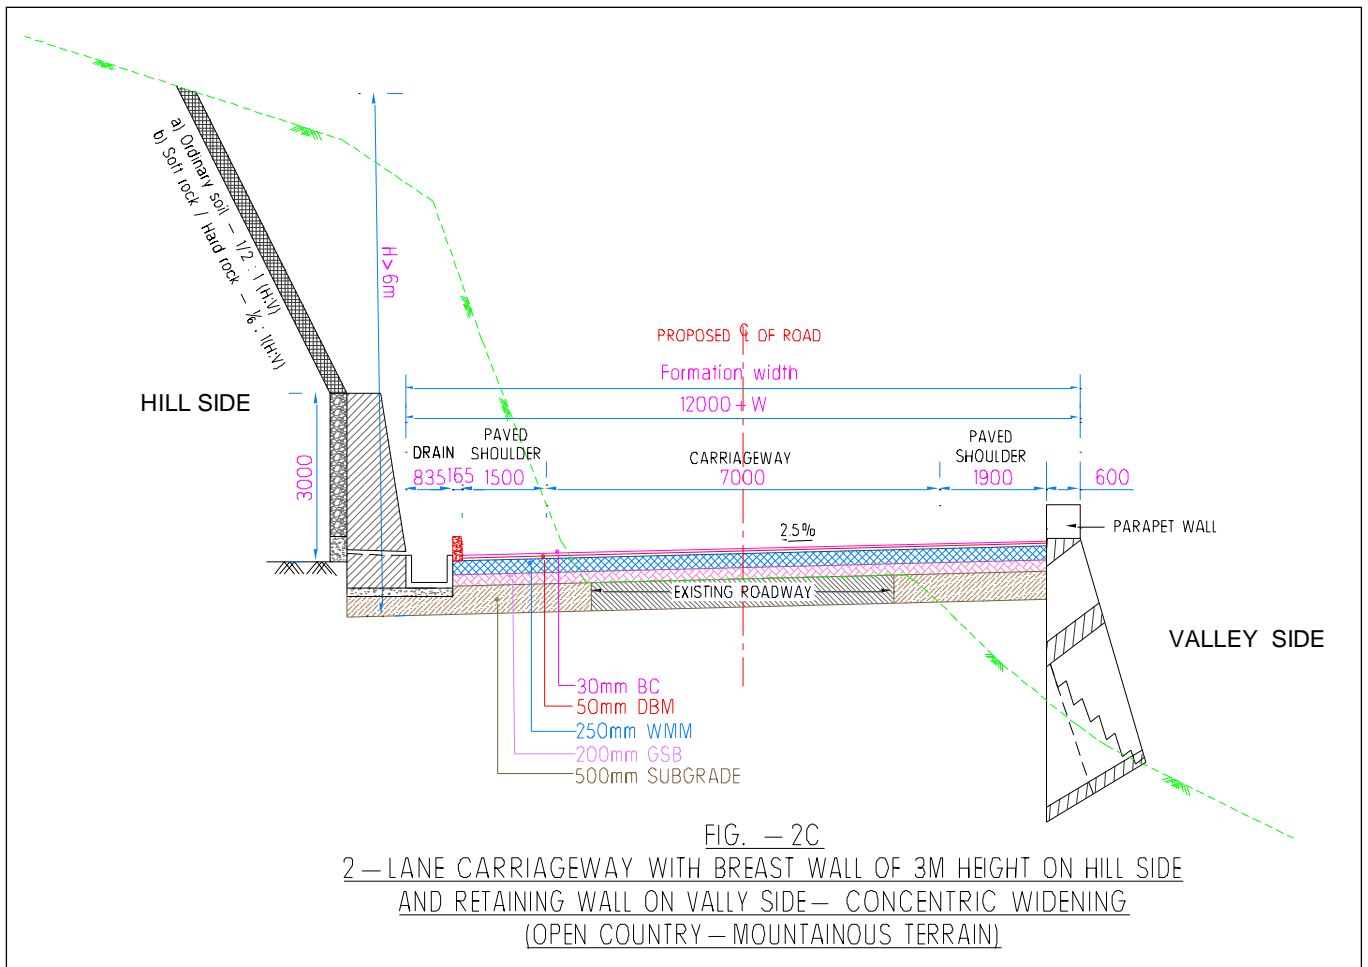 a) Ordinary soil - 1/2 : 1 (H:V)
b) Soft rock / Hard rock - 1/6 : 1(H:V)
H>6m
PROPOSED ℄ OF ROAD
Formation width
12000+W
HILL SIDE
3000
DRAIN
835
165
PAVED
SHOULDER
1500
CARRIAGEWAY
7000
PAVED
SHOULDER
1900
600
2.5%
PARAPET WALL
EXISTING ROADWAY
VALLEY SIDE
30mm BC
50mm DBM
250mm WMM
200mm GSB
500mm SUBGRADE
FIG. - 2C
2-LANE CARRIAGEWAY WITH BREAST WALL OF 3M HEIGHT ON HILL SIDE
AND RETAINING WALL ON VALLY SIDE- CONCENTRIC WIDENING
(OPEN COUNTRY-MOUNTAINOUS TERRAIN)